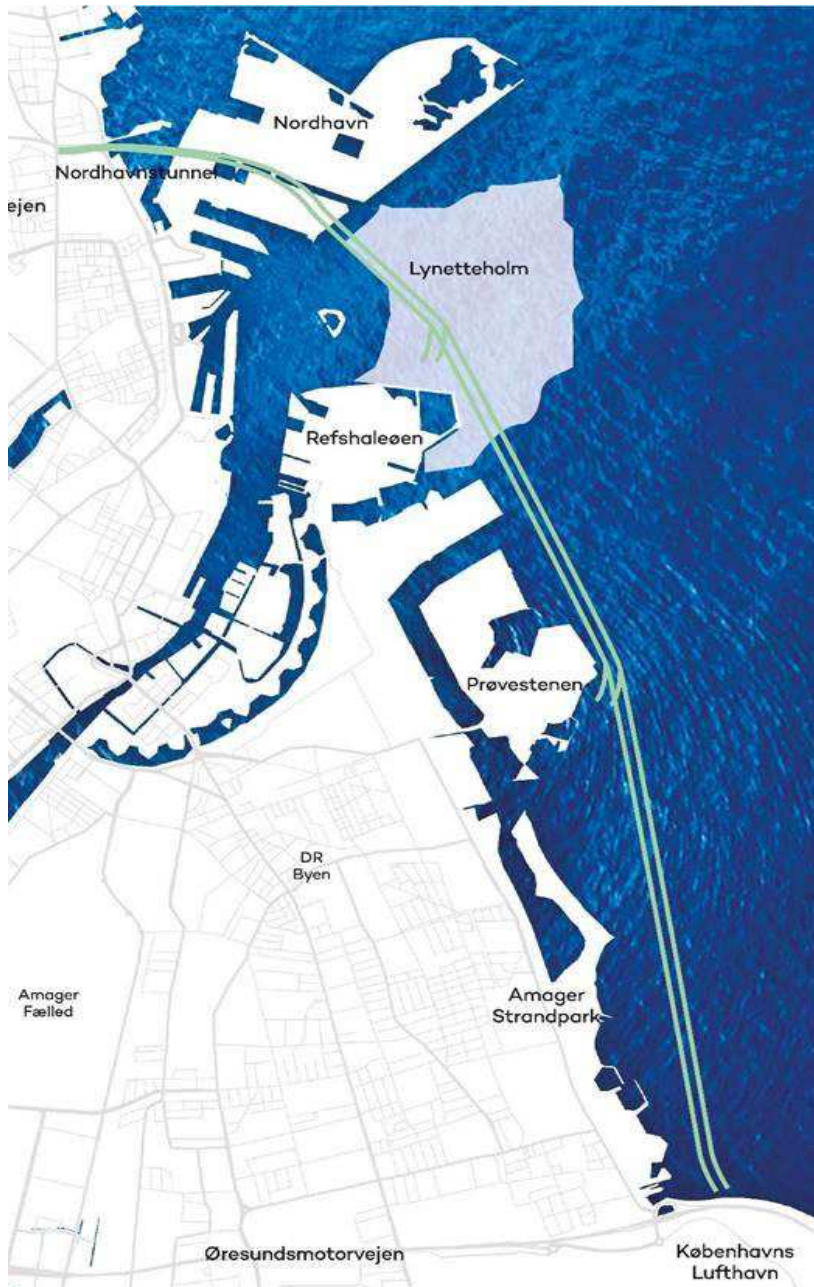 Nordhavn
Nordhavnstunnel
ejen
Lynetteholm
Refshaleøen
Prøvestenen
DR
Byen
Amager
Fælled
Amager
Strandpark
Øresundsmotorvejen
Københavns
Lufthavn